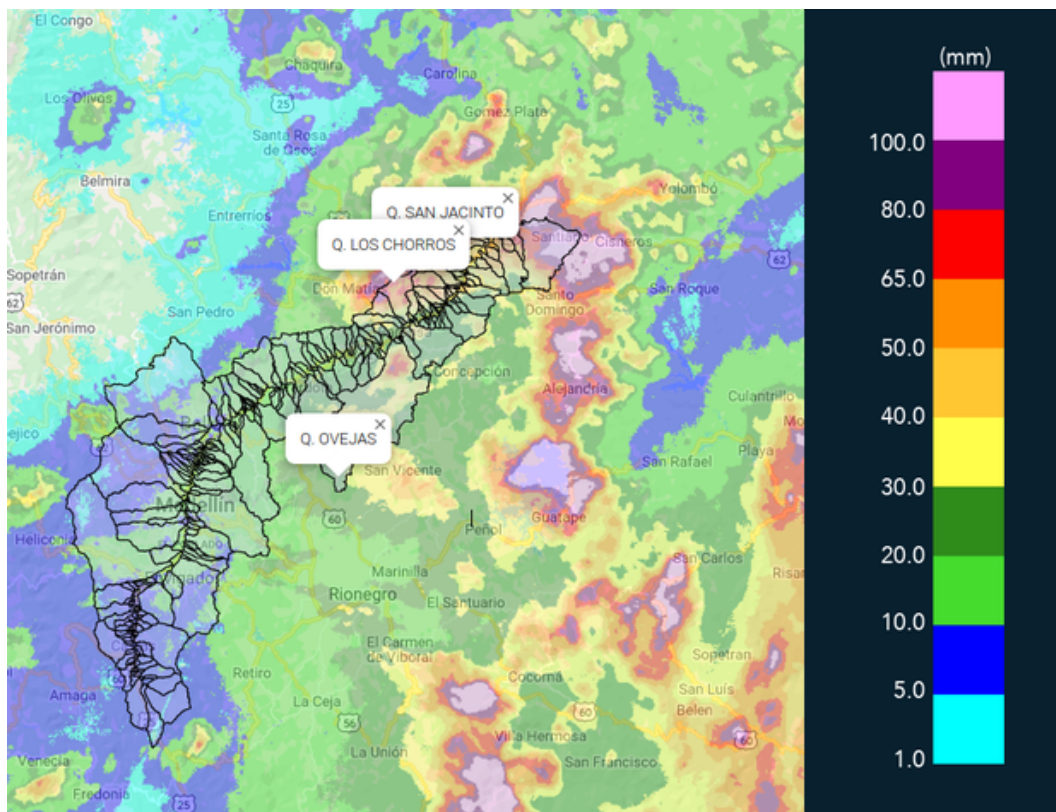 El Congo
Chaquira
Carolina
Los Olivos
25
Gómez Plata
Santa Rosa
de Osos
Belmira
Yolombó
Entrerríos
Q. SAN JACINTO
Q. LOS CHORROS
Santiago
Cisneros
Sopetrán
62
Don Matías
62
San Roque
San Pedro
Santo
Domingo
San Jerónimo
Concepción
Alejandría
Culantrillo
Q. OVEJAS
San Vicente
San Rafael
Playa
Medellín
60
Guatapé
Peñol
San Carlos
Marinilla
Rionegro
El Santuario
El Carmen
de Viboral
Sopetran
Retiro
Cocorná
San Luis
Amaga
60
La Ceja
56
60
Belen
60
La Unión
Villa Hermosa
San Francisco
Venecia
Fredonia
25
(mm)
100.0
80.0
65.0
50.0
40.0
30.0
20.0
10.0
5.0
1.0